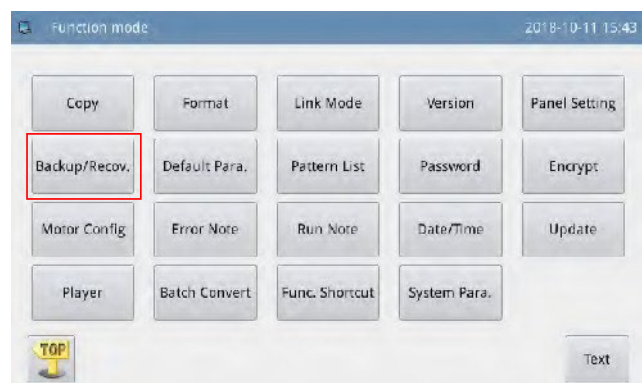 Function mode 2018-10-11 15:43
Copy Format Link Mode Version Panel Setting
Backup/Recov. Default Para. Pattern List Password Encrypt
Motor Config Error Note Run Note Date/Time Update
Player Batch Convert Func. Shortcut System Para.
TOP Text